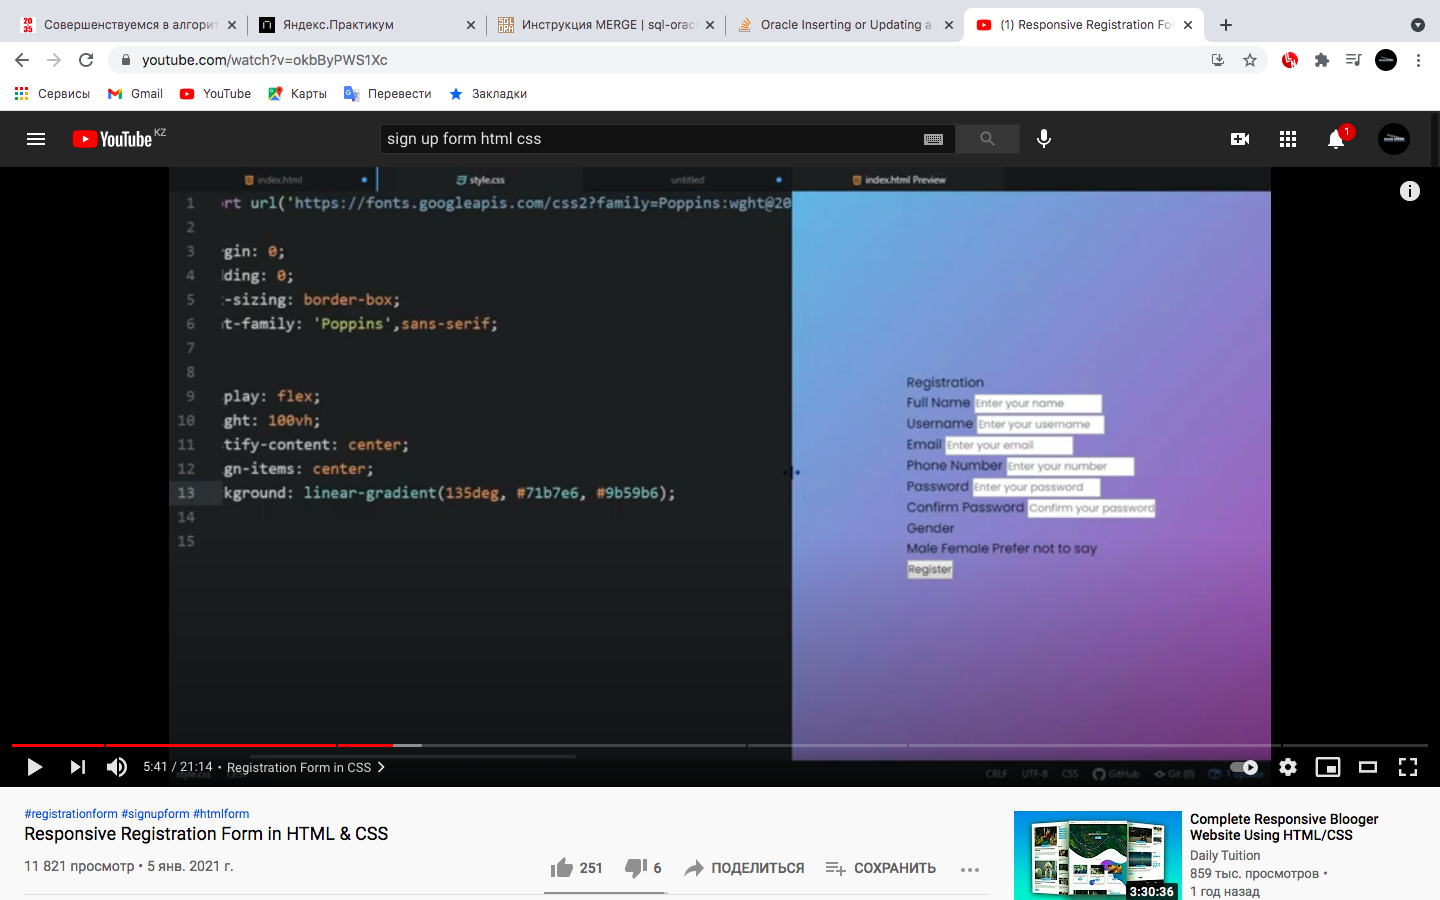 20
35
Совершенствуемся в алгорит
Яндекс.Практикум
Инструкция MERGE | sql-orac
Oracle Inserting or Updating a
(1) Responsive Registration Fo
youtube.com/watch?v=okbByPWS1Xc
Сервисы
Gmail
YouTube
Карты
Перевести
Закладки
YouTube KZ
sign up form html css
1
index.html
style.css
untitled
index.html Preview
1 rt url('https://fonts.googleapis.com/css2?family=Poppins:wght@20
2
3 gin: 0;
4 ding: 0;
5 -sizing: border-box;
6 t-family: 'Poppins',sans-serif;
7
8
9 play: flex;
10 ght: 100vh;
11 tify-content: center;
12 gn-items: center;
13 kground: linear-gradient(135deg, #71b7e6, #9b59b6);
14
15
Registration
Full Name Enter your name
Username Enter your username
Email Enter your email
Phone Number Enter your number
Password Enter your password
Confirm Password Confirm your password
Gender
Male Female Prefer not to say
Register
5:41 / 21:14 • Registration Form in CSS
style.css
CRLF UTF-8 CSS GitHub Git (0)
#registrationform #signupform #htmlform
Responsive Registration Form in HTML & CSS
11 821 просмотр • 5 янв. 2021 г.
251
6
ПОДЕЛИТЬСЯ
СОХРАНИТЬ
3:30:36
Complete Responsive Blooger
Website Using HTML/CSS
Daily Tuition
859 тыс. просмотров •
1 год назад